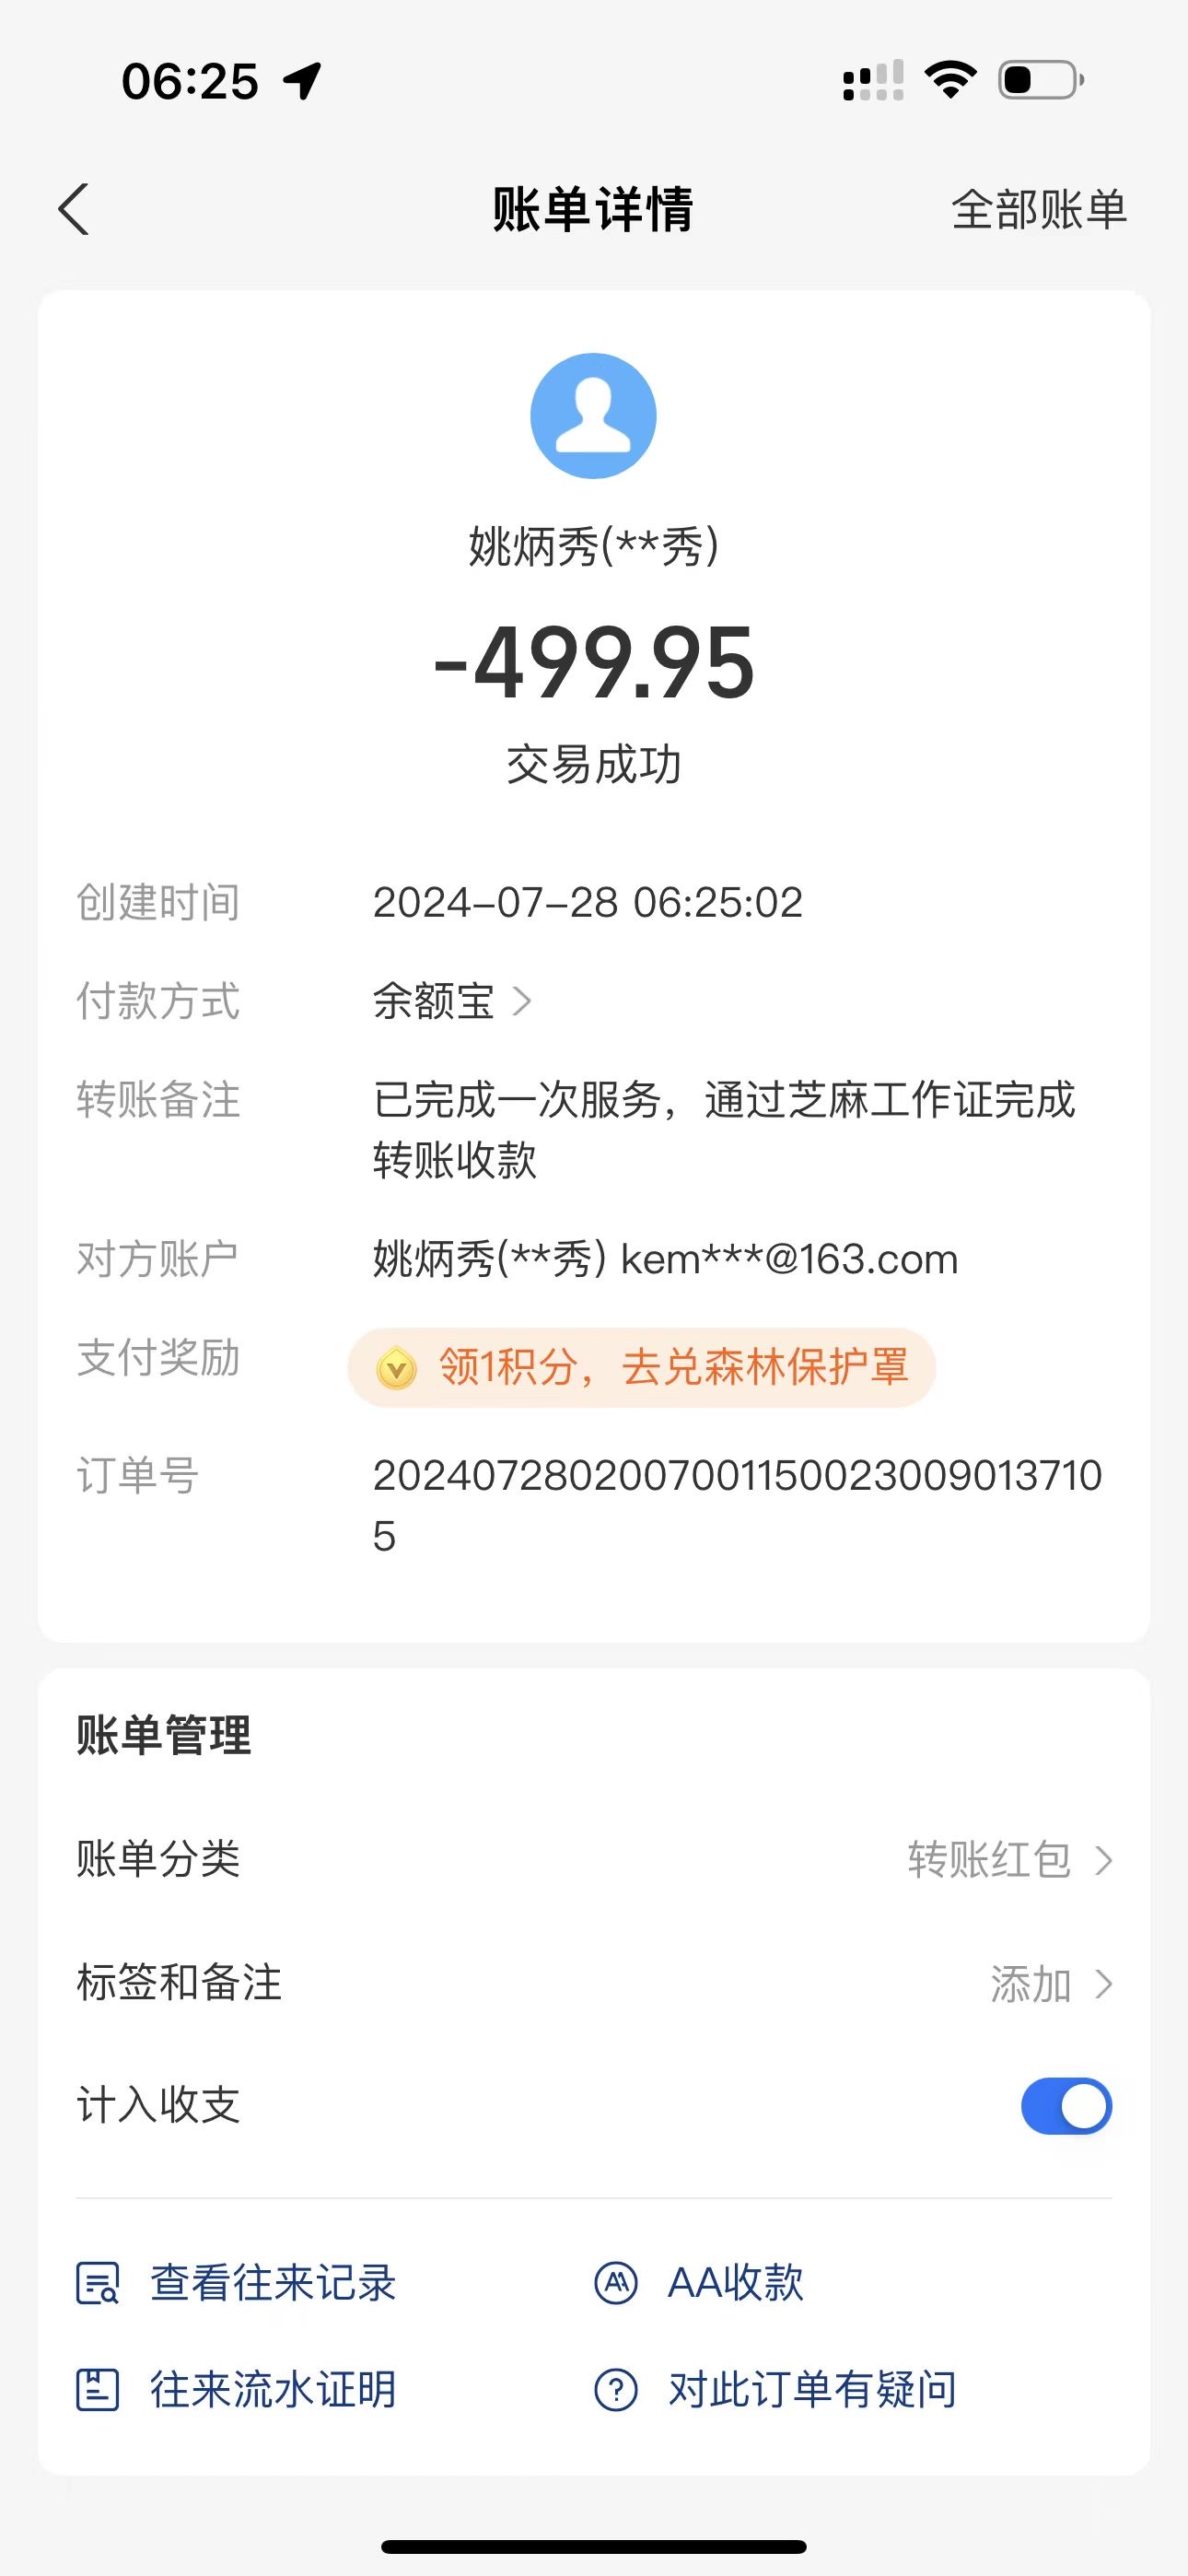 06:25
账单详情
全部账单
姚炳秀(**秀)
-499.95
交易成功
创建时间 2024-07-28 06:25:02
付款方式 余额宝
转账备注 已完成一次服务，通过芝麻工作证完成
转账收款
对方账户 姚炳秀(**秀) kem***@163.com
支付奖励 领1积分，去兑森林保护罩
订单号 2024072802007001150023009013710
5
账单管理
账单分类 转账红包
标签和备注 添加
计入收支
查看往来记录 AA收款
往来流水证明 对此订单有疑问